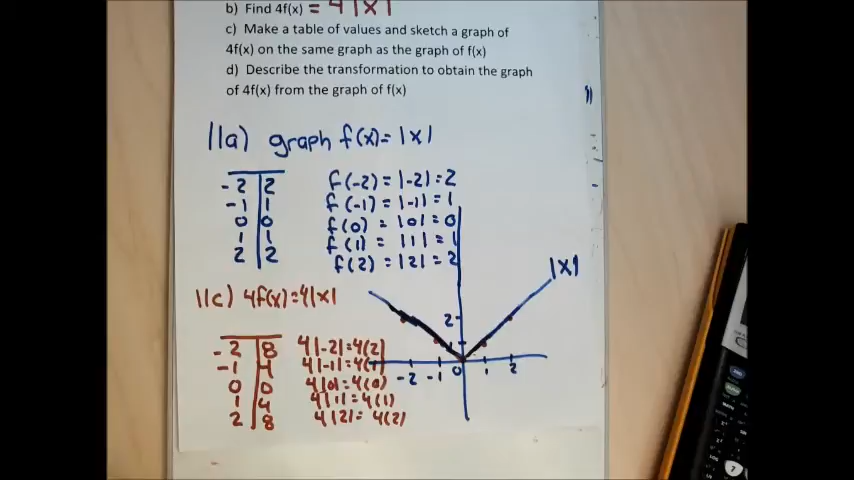 b) Find 4f(x) = 4|x|
c) Make a table of values and sketch a graph of
4f(x) on the same graph as the graph of f(x)
d) Describe the transformation to obtain the graph
of 4f(x) from the graph of f(x)
11a) graph f(x)= |x|
-2 | 2
-1 | 1
0 | 0
1 | 1
2 | 2
f(-2) = |-2| = 2
f(-1) = |-1| = 1
f(0) = |0| = 0
f(1) = |1| = 1
f(2) = |2| = 2
|x|
2
1
-2 -1 0 1 2
11c) 4f(x)=4|x|
-2 | 8
-1 | 4
0 | 0
1 | 4
2 | 8
4|-2|=4(2)
4|-1|=4(1)
4|0|=4(0)
4|1|=4(1)
4|2|= 4(2)